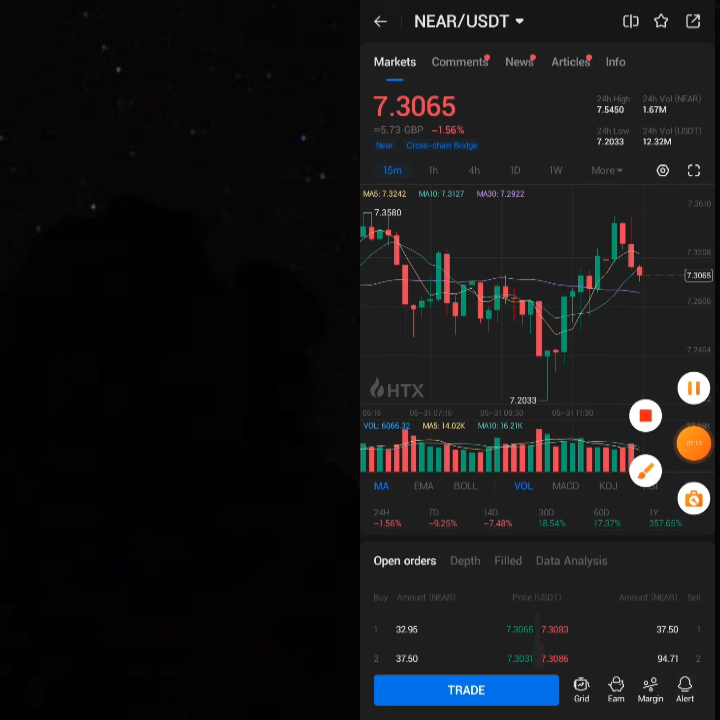 NEAR/USDT
Markets Comments News Articles Info
7.3065
≈5.73 GBP -1.56%
Near Cross-chain Bridge
24h High 24h Vol (NEAR)
7.5450 1.67M
24h Low 24h Vol (USDT)
7.2033 12.32M
15m 1h 4h 1D 1W More
MA5: 7.3242 MA10: 7.3127 MA30: 7.2922
7.3610
7.3580
7.3208
7.3065
7.2806
7.2404
HTX
7.2033
05:15 05-31 07:15 05-31 09:30 05-31 11:30
VOL: 6066.32 MA5: 14.02K MA10: 16.21K
02:13
MA EMA BOLL VOL MACD KDJ
24H 7D 14D 30D 60D 1Y
-1.56% -9.25% -7.48% 18.54% 17.37% 357.65%
Open orders Depth Filled Data Analysis
Buy Amount (NEAR) Price (USDT) Amount (NEAR) Sell
1 32.95 7.3065 7.3083 37.50 1
2 37.50 7.3031 7.3086 94.71 2
TRADE Grid Earn Margin Alert